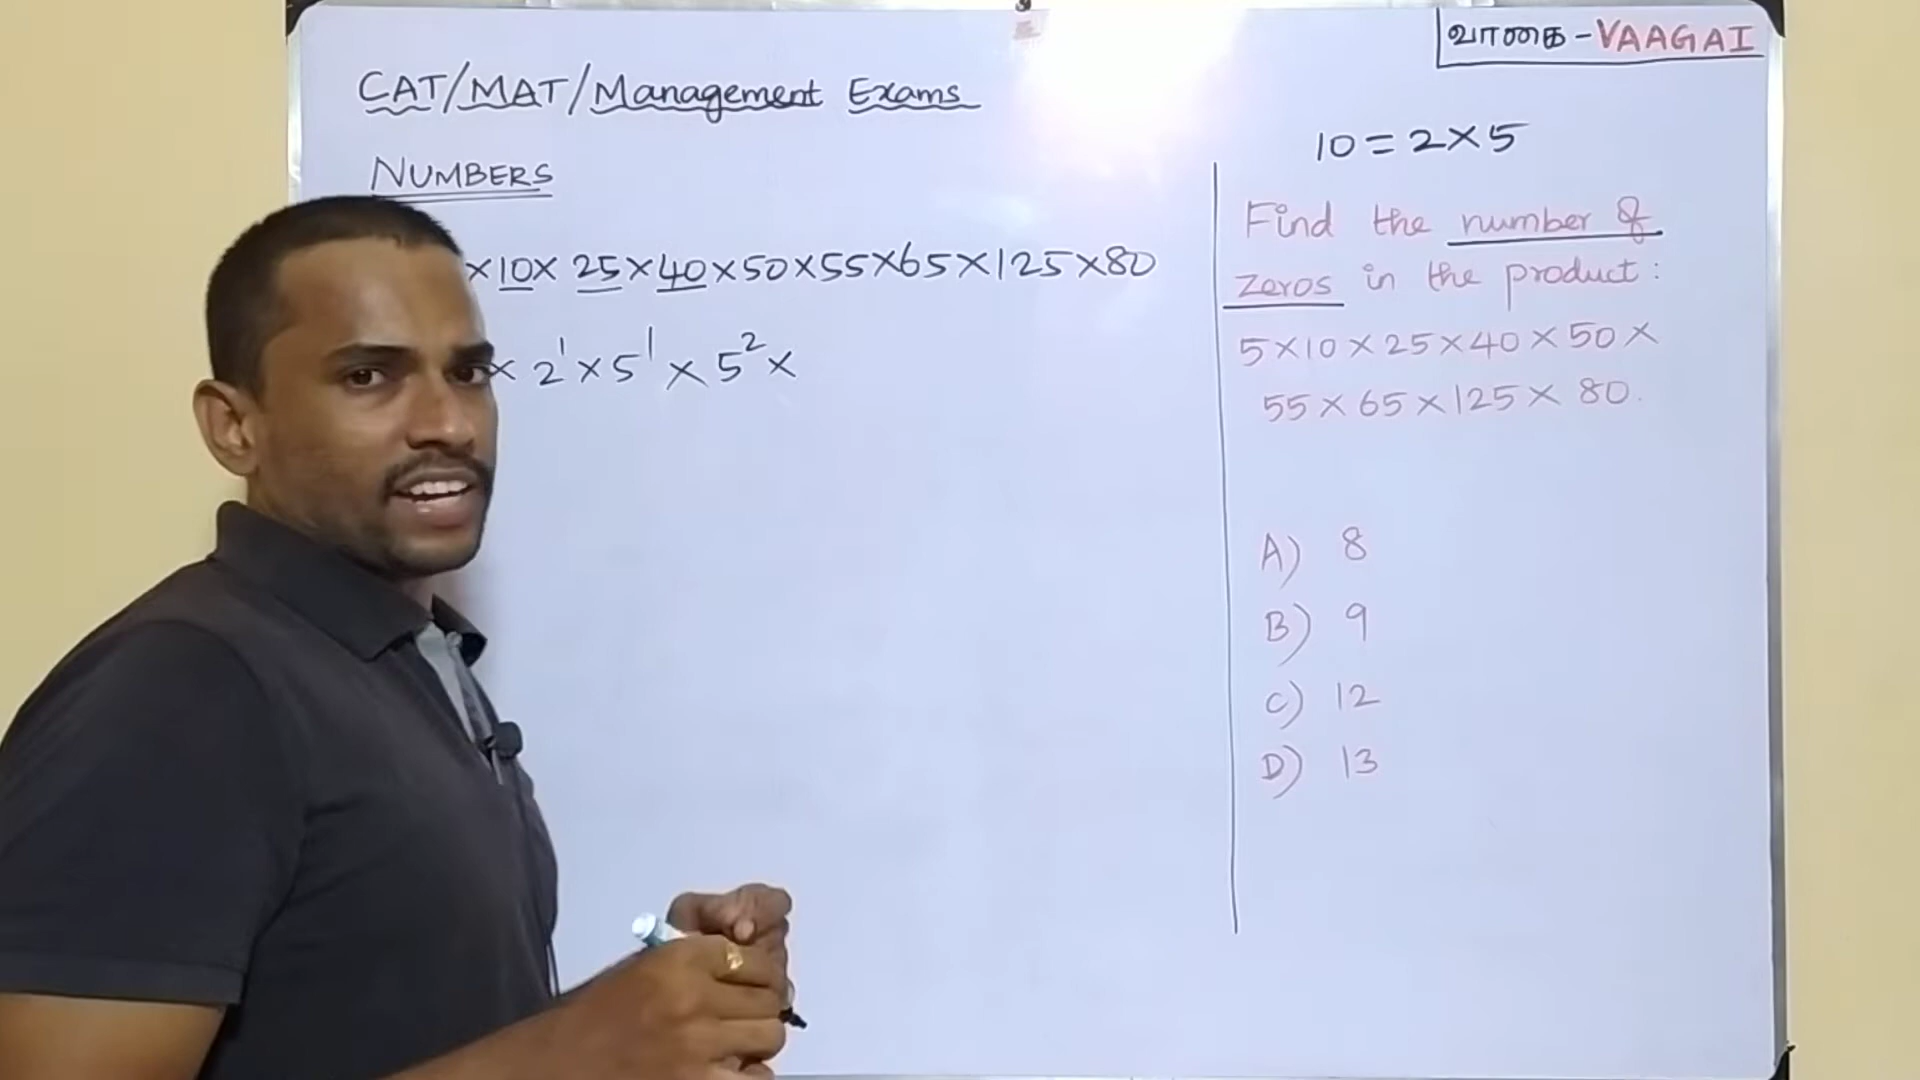 வாகை - VAAGAI
CAT/MAT/Management Exams
NUMBERS
×10× 25×40×50×55×65×125×80
× 2¹×5¹ × 5² ×
10 = 2×5
Find the number of
zeros in the product:
5×10×25×40×50×
55×65×125×80.
A) 8
B) 9
C) 12
D) 13